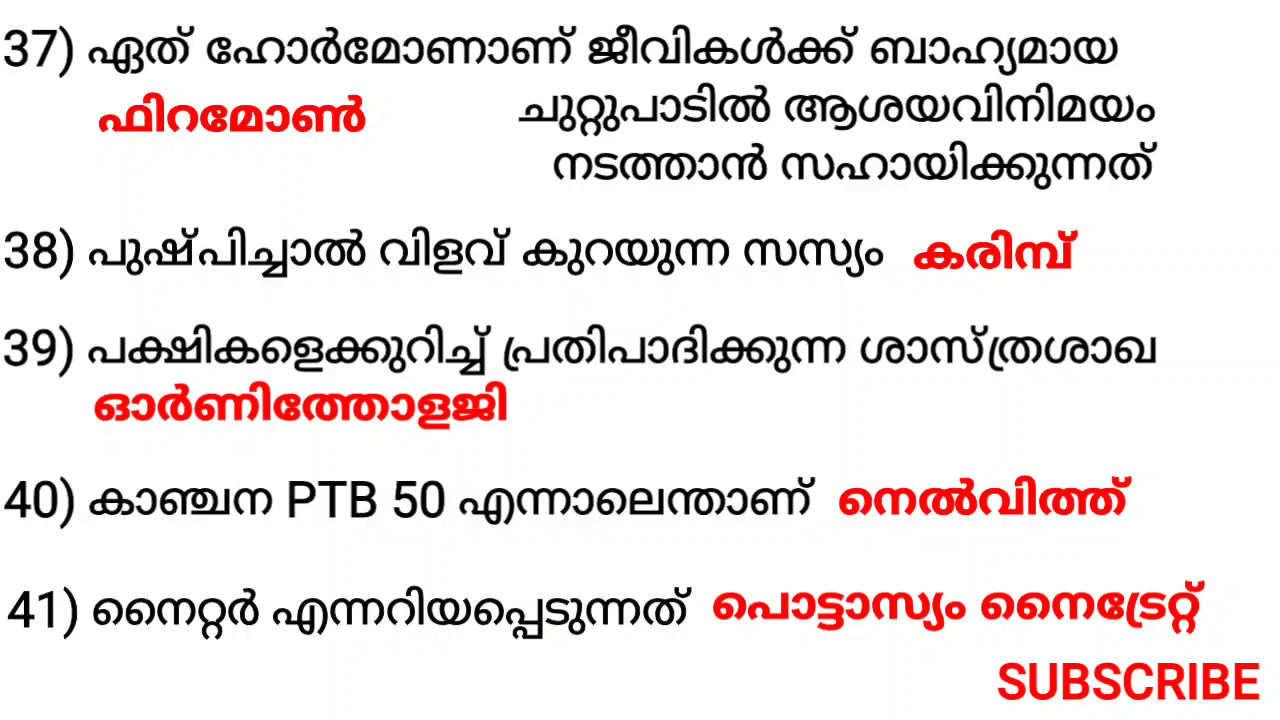 37) ഏത് ഹോർമോണാണ് ജീവികൾക്ക് ബാഹ്യമായ
ചുറ്റുപാടിൽ ആശയവിനിമയം
നടത്താൻ സഹായിക്കുന്നത്
ഫിറമോൺ
38) പുഷ്പിച്ചാൽ വിളവ് കുറയുന്ന സസ്യം കരിമ്പ്
39) പക്ഷികളെക്കുറിച്ച് പ്രതിപാദിക്കുന്ന ശാസ്ത്രശാഖ
ഓർണിത്തോളജി
40) കാഞ്ചന PTB 50 എന്നാലെന്താണ് നെൽവിത്ത്
41) നൈറ്റർ എന്നറിയപ്പെടുന്നത് പൊട്ടാസ്യം നൈട്രേറ്റ്
SUBSCRIBE